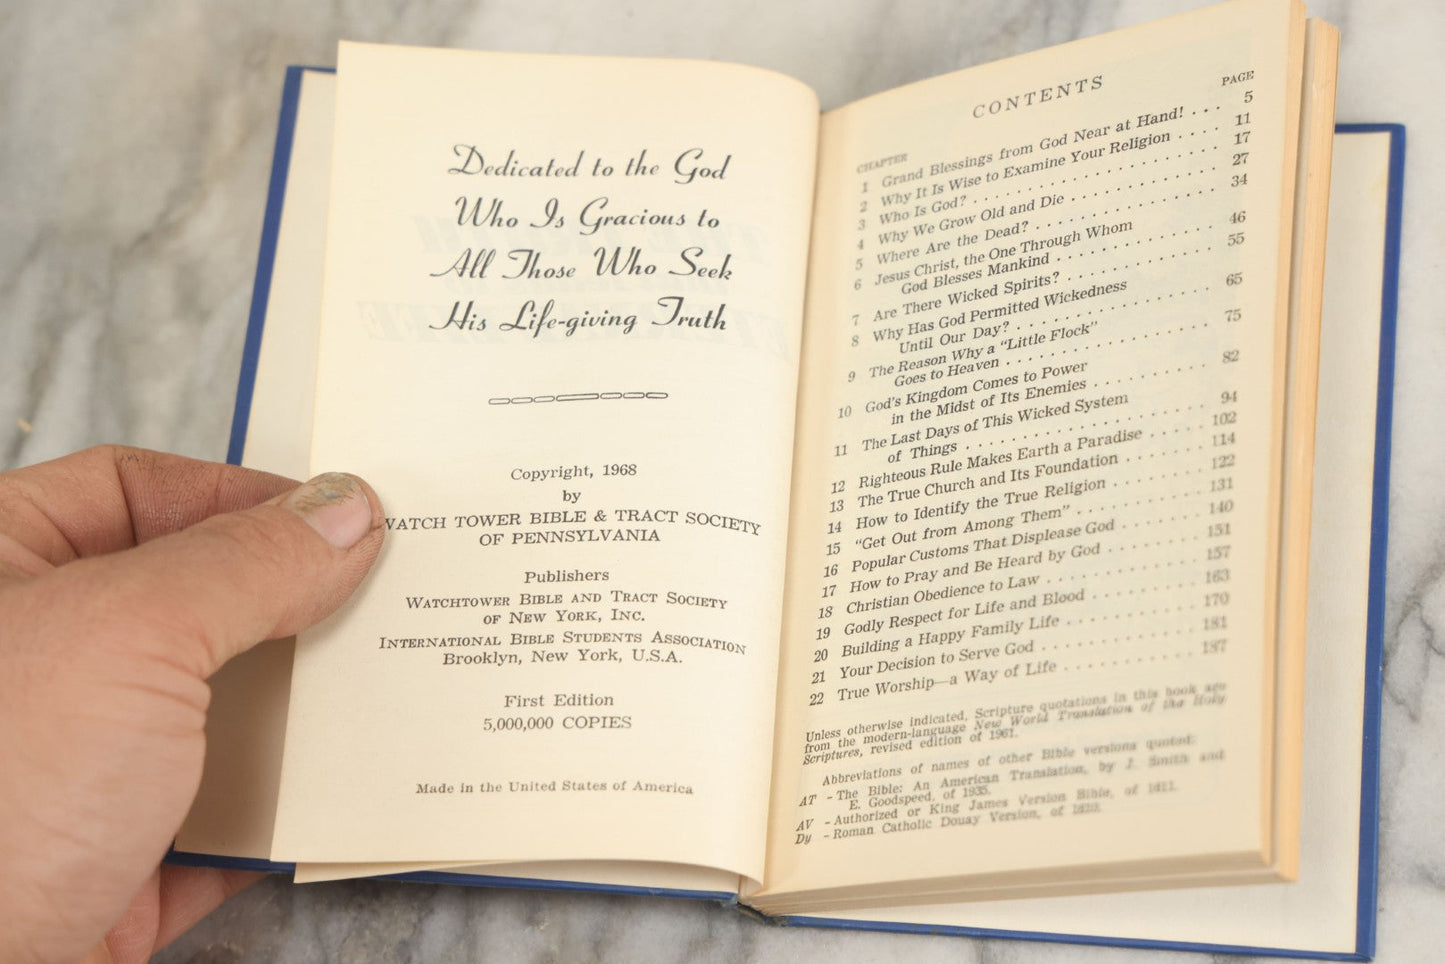 Dedicated to the God
Who Is Gracious to
All Those Who Seek
His Life-giving Truth
Copyright, 1968
by
WATCH TOWER BIBLE & TRACT SOCIETY
OF PENNSYLVANIA
Publishers
WATCHTOWER BIBLE AND TRACT SOCIETY
OF NEW YORK, INC.
INTERNATIONAL BIBLE STUDENTS ASSOCIATION
Brooklyn, New York, U.S.A.
First Edition
5,000,000 COPIES
Made in the United States of America
CONTENTS
CHAPTER PAGE
1 Grand Blessings from God Near at Hand! . . . 5
2 Why It Is Wise to Examine Your Religion . . . . 11
3 Who Is God? . . . . . . . . . . . . . . . . . 17
4 Why We Grow Old and Die . . . . . . . . . . 27
5 Where Are the Dead? . . . . . . . . . . . . . 34
6 Jesus Christ, the One Through Whom
God Blesses Mankind . . . . . . . . . . . 46
7 Are There Wicked Spirits? . . . . . . . . . . . 55
8 Why Has God Permitted Wickedness
Until Our Day? . . . . . . . . . . . . . . 65
9 The Reason Why a "Little Flock"
Goes to Heaven . . . . . . . . . . . . . . 75
10 God's Kingdom Comes to Power
in the Midst of Its Enemies . . . . . . . . . 82
11 The Last Days of This Wicked System
of Things . . . . . . . . . . . . . . . . . 94
12 Righteous Rule Makes Earth a Paradise . . . . . 102
13 The True Church and Its Foundation . . . . . . 114
14 How to Identify the True Religion . . . . . . . 122
15 "Get Out from Among Them" . . . . . . . . . 131
16 Popular Customs That Displease God . . . . . . 140
17 How to Pray and Be Heard by God . . . . . . . 151
18 Christian Obedience to Law . . . . . . . . . . 157
19 Godly Respect for Life and Blood . . . . . . . . 163
20 Building a Happy Family Life . . . . . . . . . 170
21 Your Decision to Serve God . . . . . . . . . . 181
22 True Worship—a Way of Life . . . . . . . . . 187
Unless otherwise indicated, Scripture quotations in this book are
from the modern-language New World Translation of the Holy
Scriptures, revised edition of 1961.
Abbreviations of names of other Bible versions quoted:
AT - The Bible: An American Translation, by J. Smith and
E. Goodspeed, of 1935.
AV - Authorized or King James Version Bible, of 1611.
Dy - Roman Catholic Douay Version, of 1610.